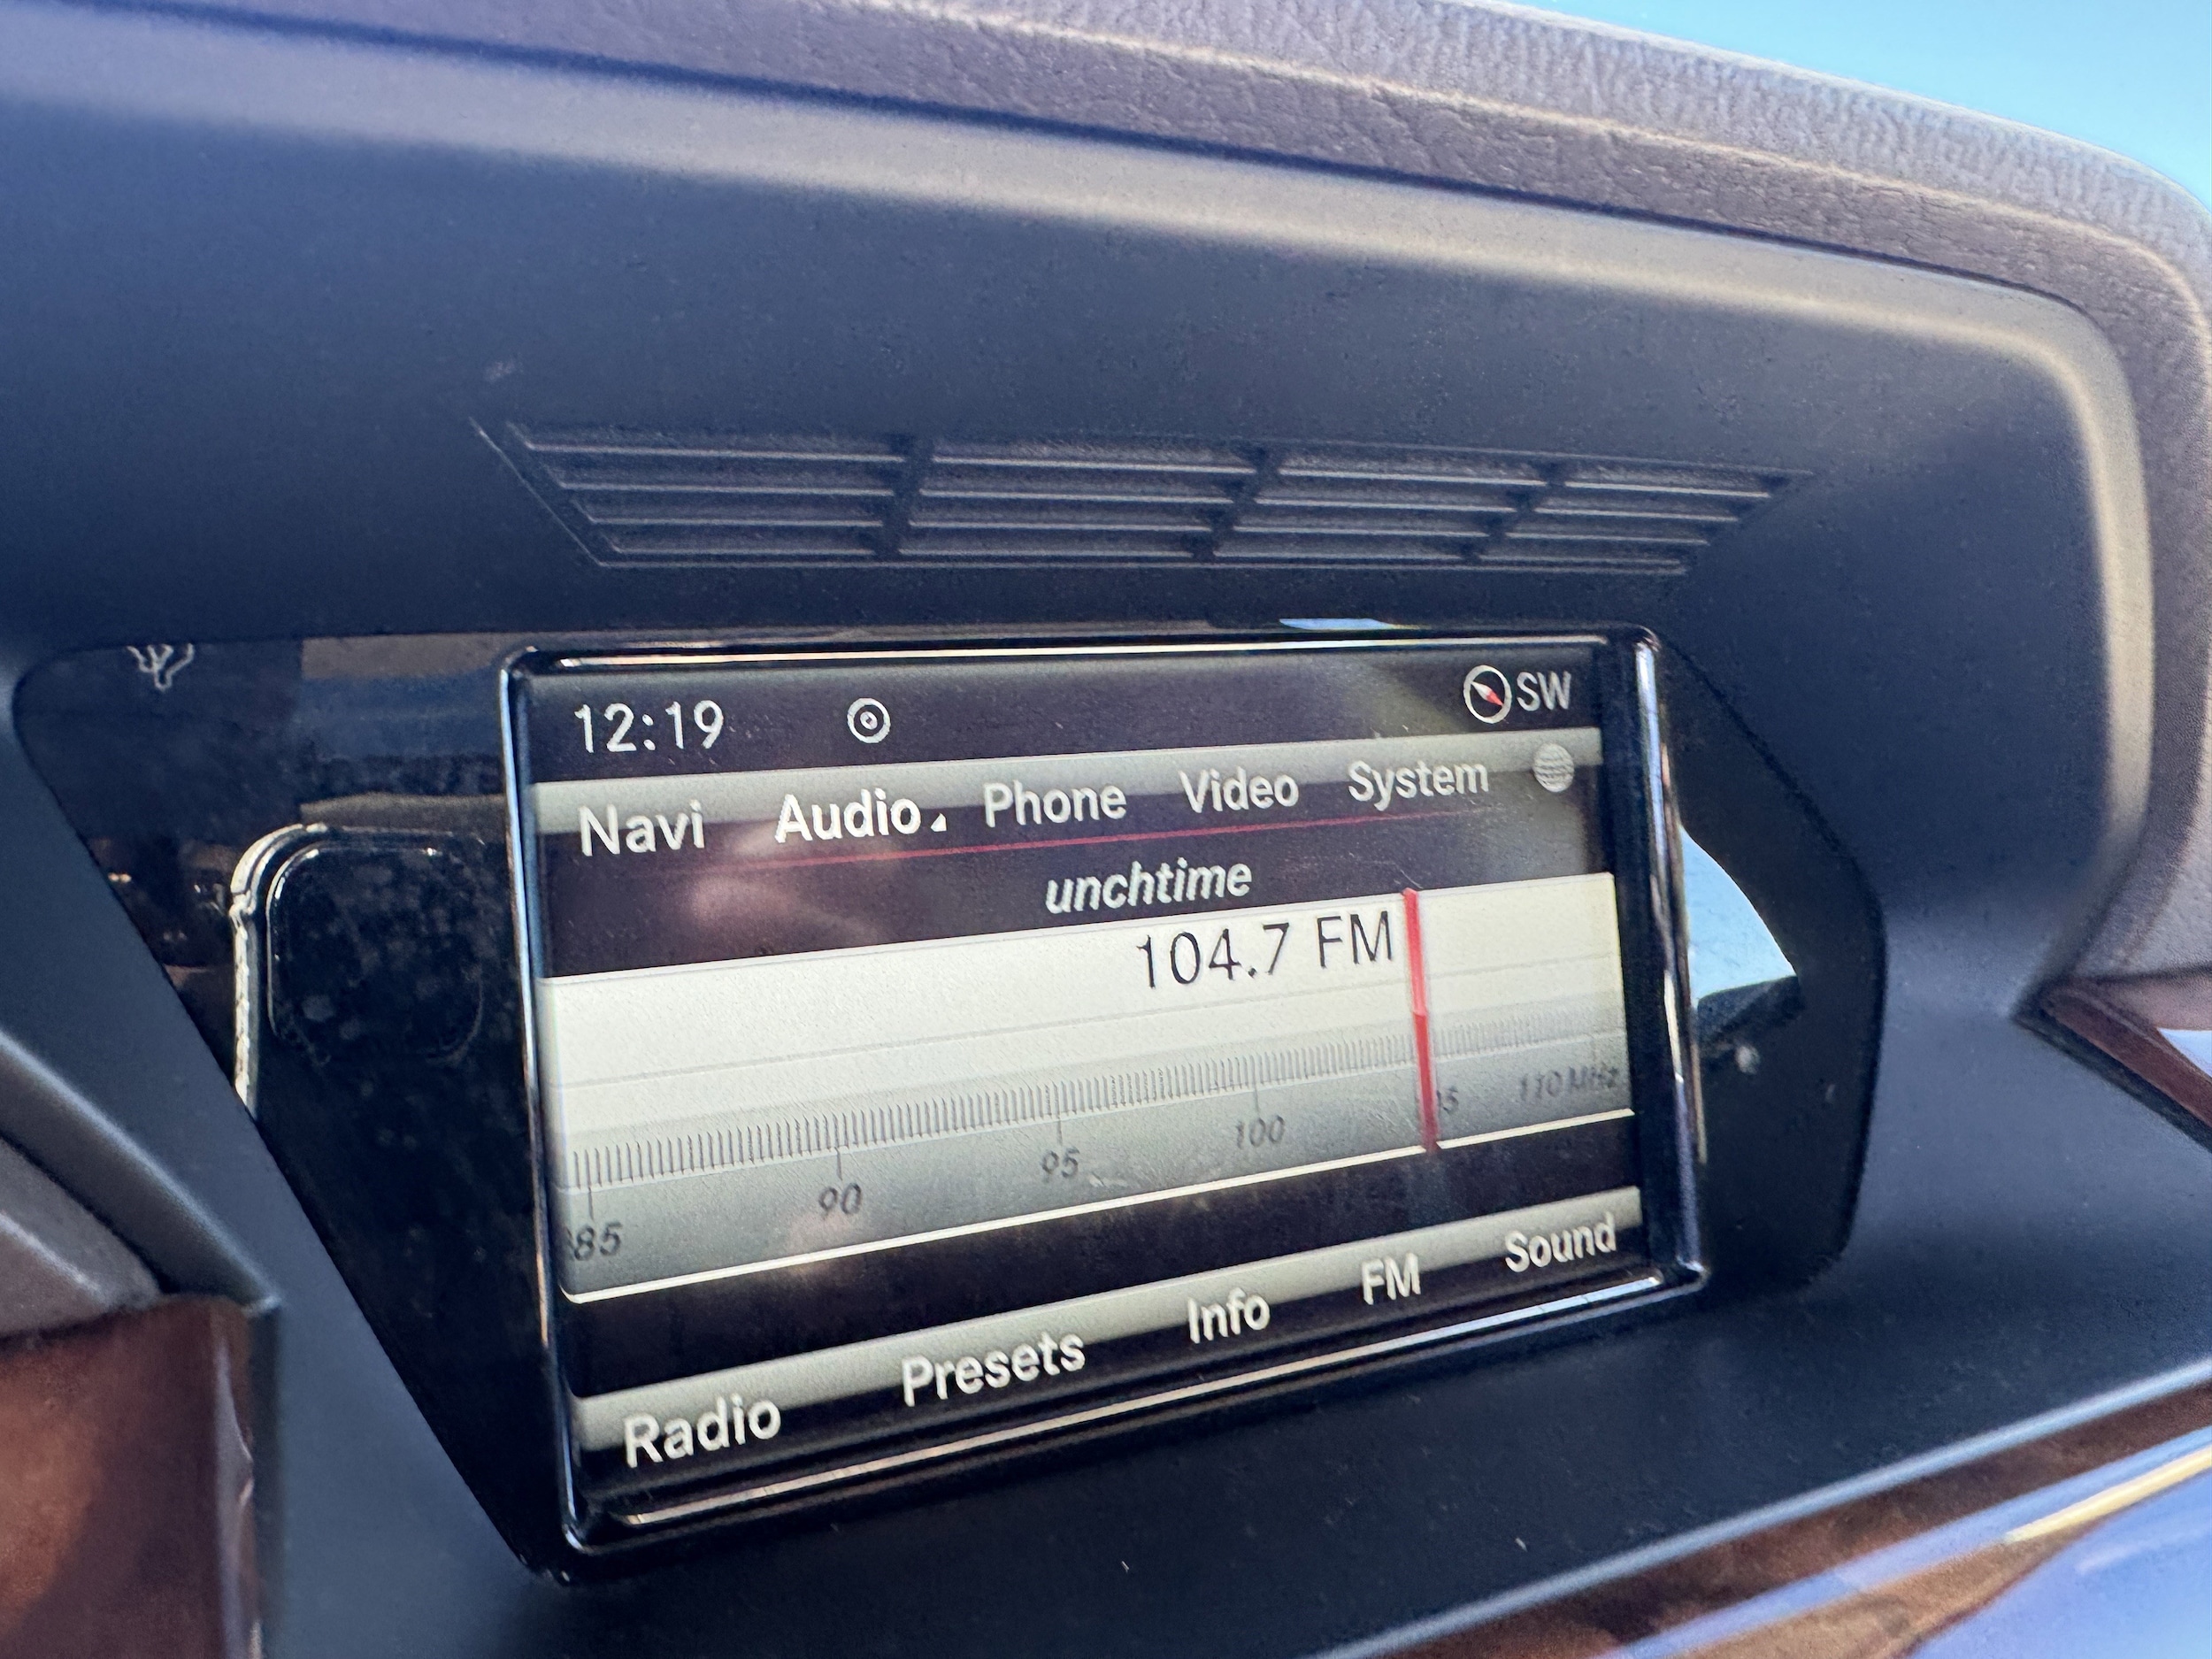 12:19 SW
Navi Audio Phone Video System
unchtime
104.7 FM
85 90 95 100 110 MHz
Radio Presets Info FM Sound